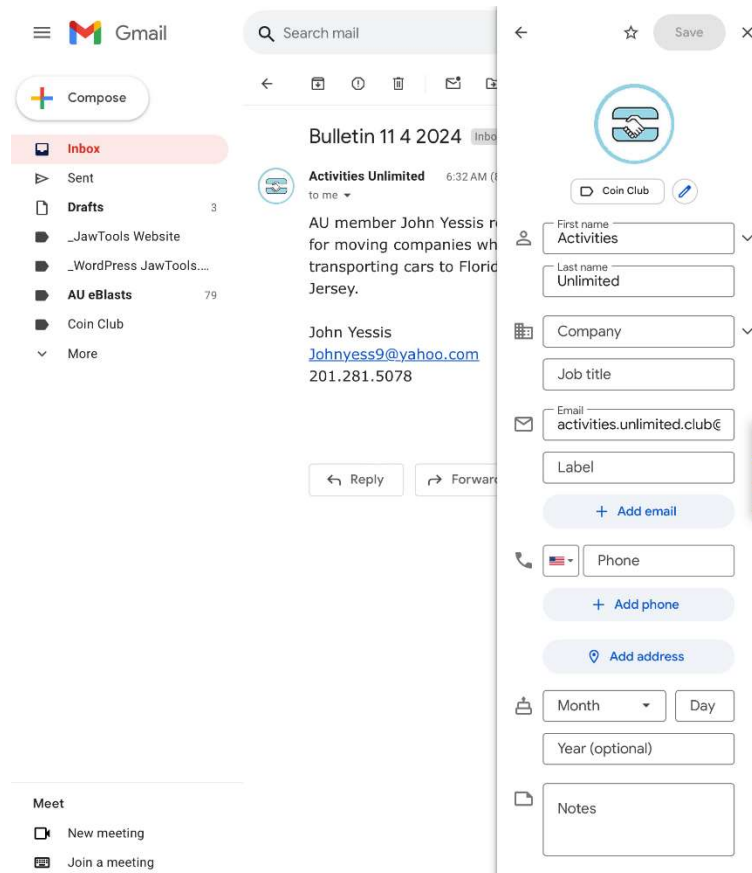 Gmail
Search mail
Save
Compose
Inbox
Sent
Drafts 3
_JawTools Website
_WordPress JawTools....
AU eBlasts 79
Coin Club
More
Bulletin 11 4 2024
Activities Unlimited 6:32 AM (8
to me
AU member John Yessis
for moving companies
transporting cars to
Jersey.
John Yessis
Johnyess9@yahoo.com
201.281.5078
Reply
Meet
New meeting
Join a meeting
Coin Club
First name
Activities
Last name
Unlimited
Company
Job title
Email
activities.unlimited.club@
Label
+ Add email
Phone
+ Add phone
Add address
Month Day
Year (optional)
Notes